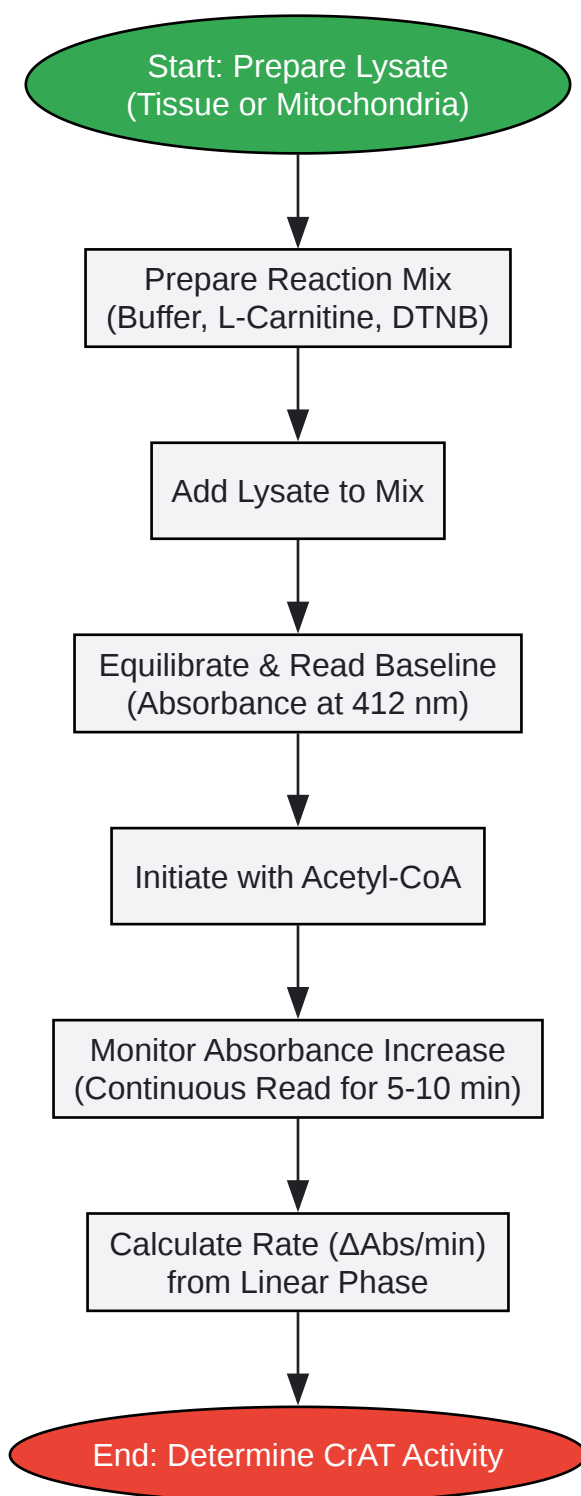 Start: Prepare Lysate
(Tissue or Mitochondria)
Prepare Reaction Mix
(Buffer, L-Carnitine, DTNB)
Add Lysate to Mix
Equilibrate & Read Baseline
(Absorbance at 412 nm)
Initiate with Acetyl-CoA
Monitor Absorbance Increase
(Continuous Read for 5-10 min)
Calculate Rate (ΔAbs/min)
from Linear Phase
End: Determine CrAT Activity